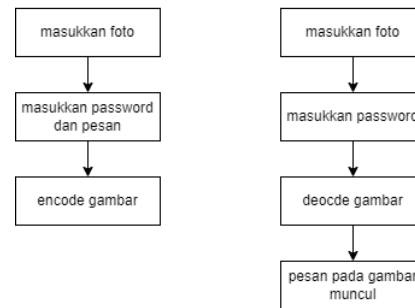 masukkan foto
masukkan password
dan pesan
encode gambar
masukkan foto
masukkan password
deocde gambar
pesan pada gambar
muncul